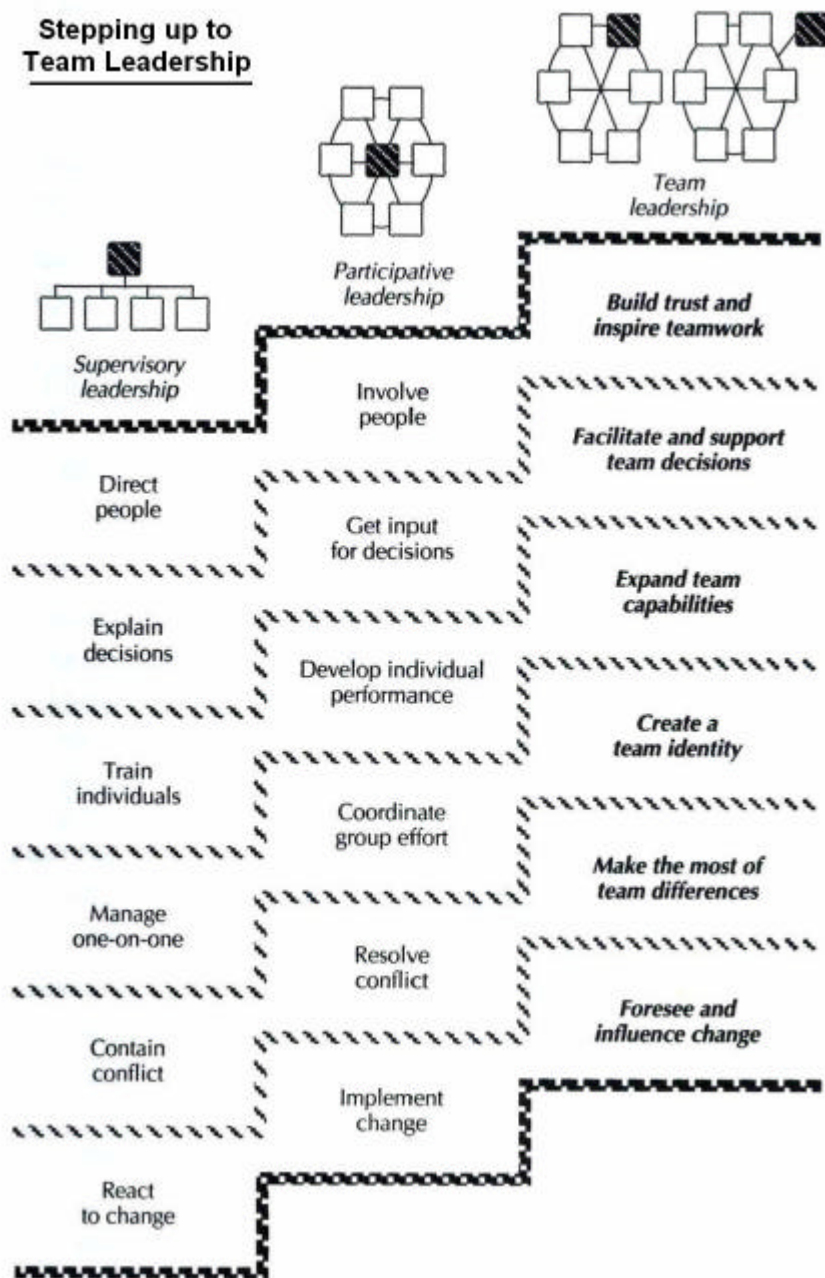 Stepping up to
Team Leadership
Supervisory
leadership
Direct
people
Explain
decisions
Train
individuals
Manage
one-on-one
Contain
conflict
React
to change
Participative
leadership
Involve
people
Get input
for decisions
Develop individual
performance
Coordinate
group effort
Resolve
conflict
Implement
change
Team
leadership
Build trust and
inspire teamwork
Facilitate and support
team decisions
Expand team
capabilities
Create a
team identity
Make the most of
team differences
Foresee and
influence change